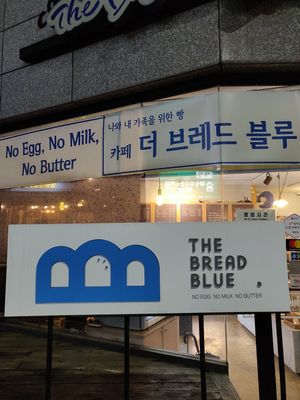 The
No Egg, No Milk,
No Butter
나와 내 가족을 위한 빵
카페 더 브레드 블루
THE
BREAD
BLUE
NO EGG NO MILK NO BUTTER